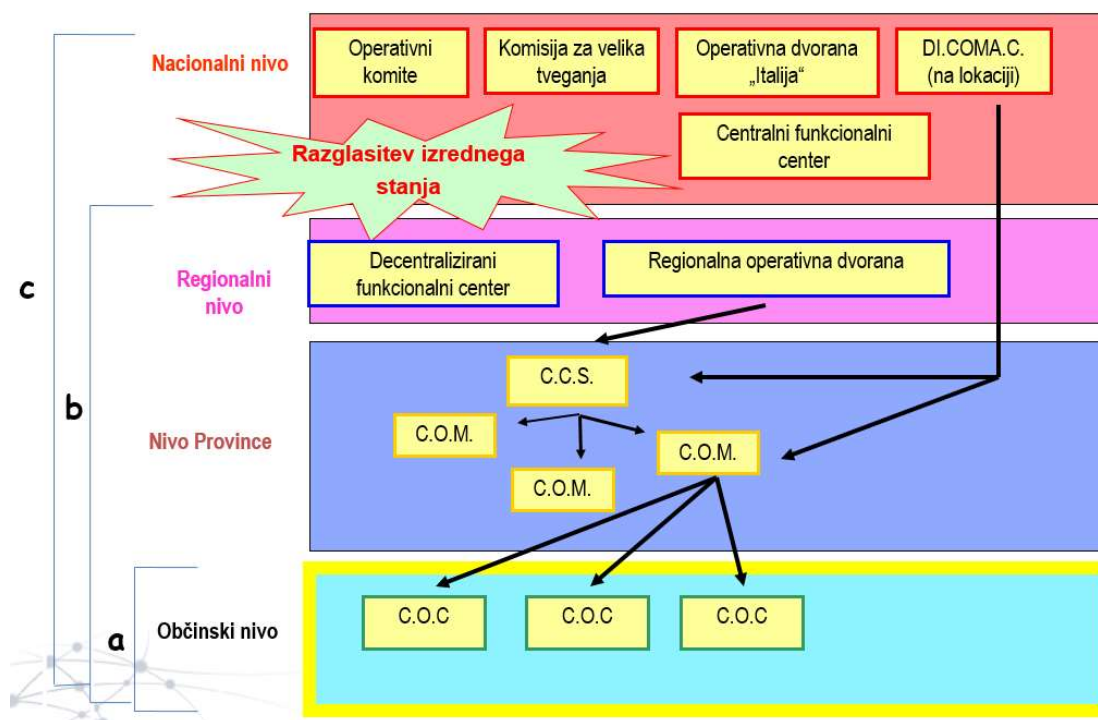 Nacionalni nivo
Operativni
komite
Komisija za velika
tveganja
Operativna dvorana
„Italija“
DI.COMA.C.
(na lokaciji)
Razglasitev izrednega
stanja
Centralni funkcionalni
center
c
Regionalni
nivo
Decentralizirani
funkcionalni center
Regionalna operativna dvorana
b
Nivo Province
C.C.S.
C.O.M.
C.O.M.
C.O.M.
a
Občinski nivo
C.O.C
C.O.C
C.O.C